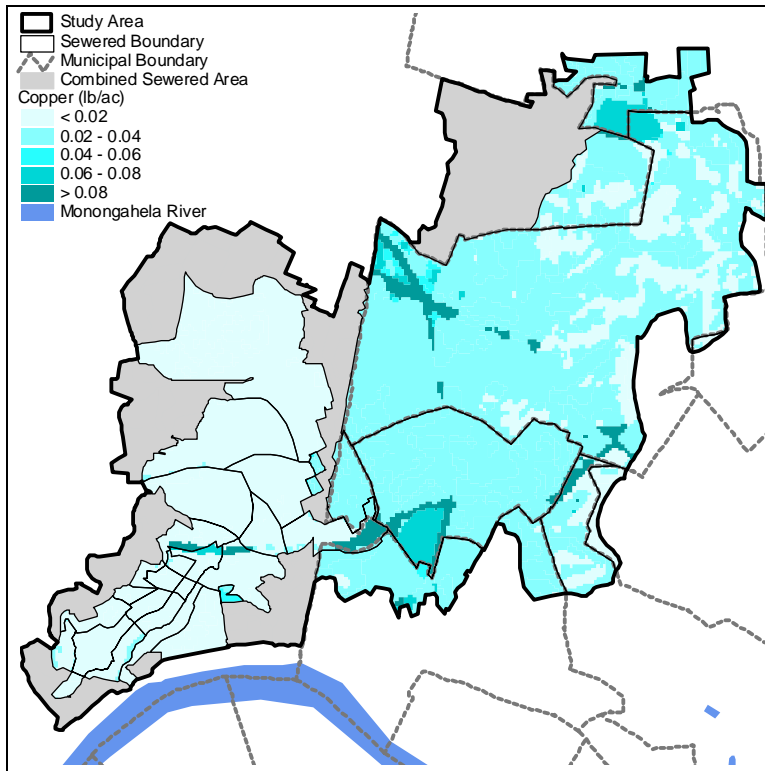 Study Area
Sewered Boundary
Municipal Boundary
Combined Sewered Area
Copper (lb/ac)
< 0.02
0.02 - 0.04
0.04 - 0.06
0.06 - 0.08
> 0.08
Monongahela River